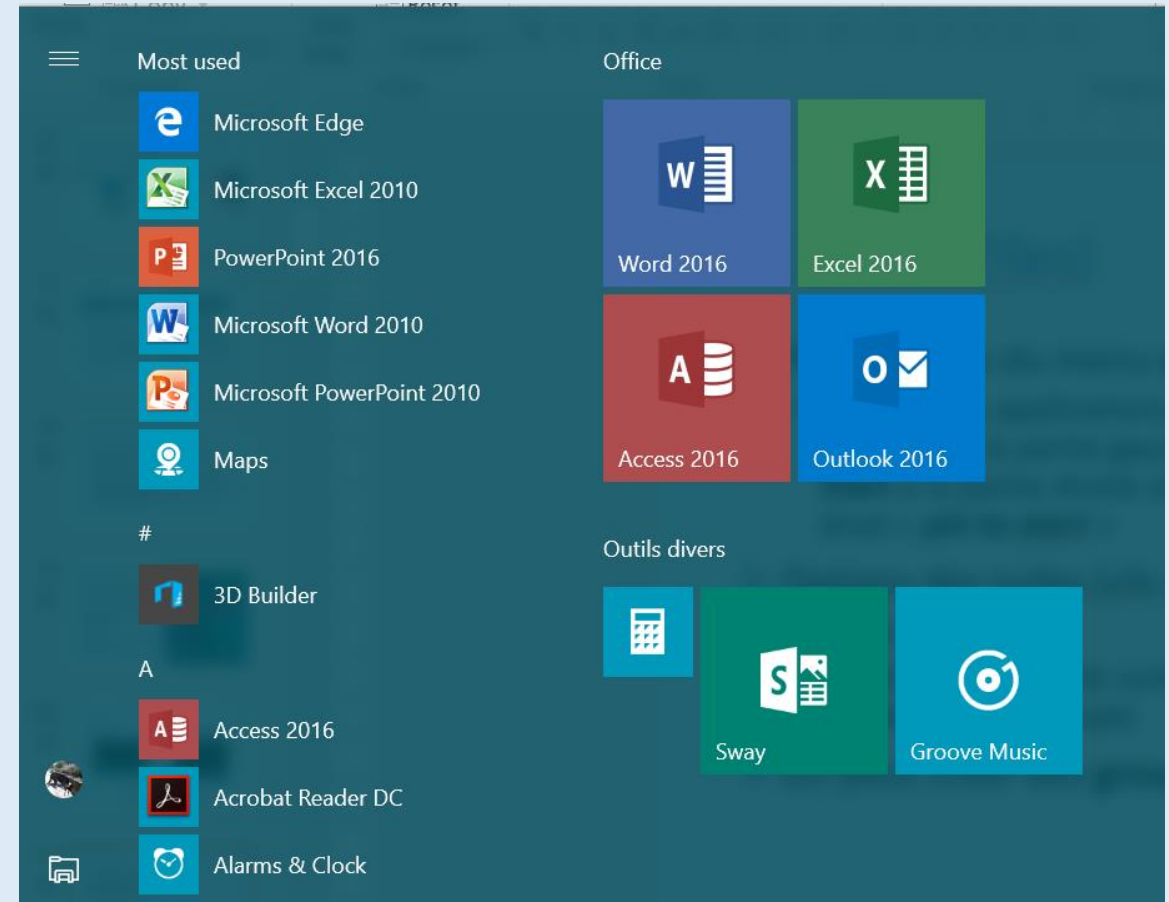 Most used
Microsoft Edge
Microsoft Excel 2010
PowerPoint 2016
Microsoft Word 2010
Microsoft PowerPoint 2010
Maps
#
3D Builder
A
Access 2016
Acrobat Reader DC
Alarms & Clock
Office
Word 2016
Excel 2016
Access 2016
Outlook 2016
Outils divers
Sway
Groove Music